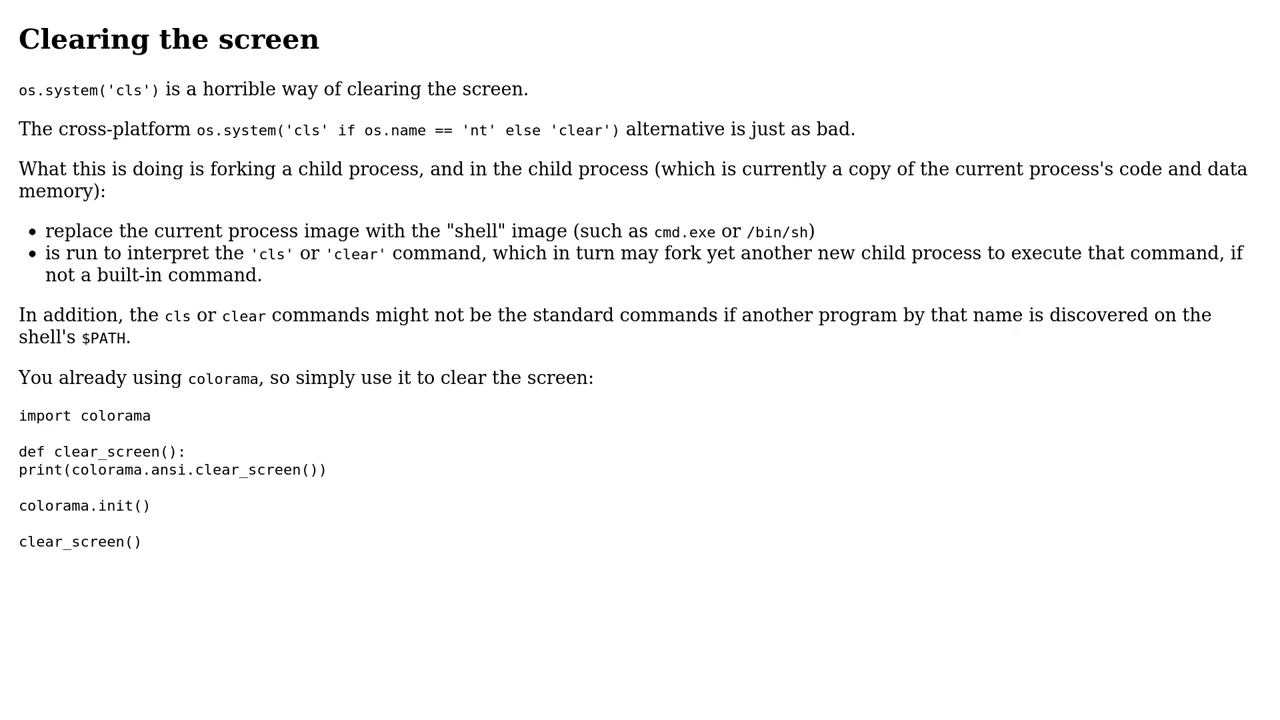 Clearing the screen
os.system('cls') is a horrible way of clearing the screen.
The cross-platform os.system('cls' if os.name == 'nt' else 'clear') alternative is just as bad.
What this is doing is forking a child process, and in the child process (which is currently a copy of the current process's code and data
memory):
• replace the current process image with the "shell" image (such as cmd.exe or /bin/sh)
• is run to interpret the 'cls' or 'clear' command, which in turn may fork yet another new child process to execute that command, if
not a built-in command.
In addition, the cls or clear commands might not be the standard commands if another program by that name is discovered on the
shell's $PATH.
You already using colorama, so simply use it to clear the screen:
import colorama
def clear_screen():
print(colorama.ansi.clear_screen())
colorama.init()
clear_screen()